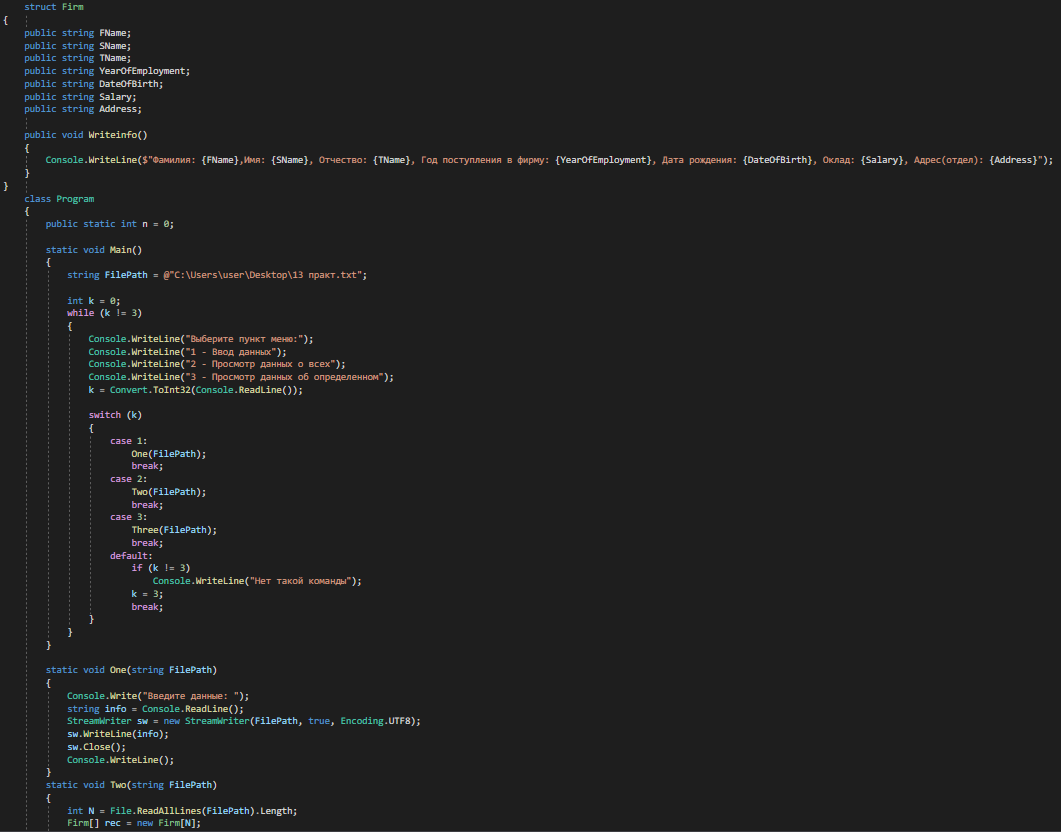 struct Firm
{
public string FName;
public string SName;
public string TName;
public string YearOfEmployment;
public string DateOfBirth;
public string Salary;
public string Address;
public void Writeinfo()
{
Console.WriteLine($"Фамилия: {FName},Имя: {SName}, Отчество: {TName}, Год поступления в фирму: {YearOfEmployment}, Дата рождения: {DateOfBirth}, Оклад: {Salary}, Адрес(отдел): {Address}");
}
}
class Program
{
public static int n = 0;
static void Main()
{
string FilePath = @"C:\Users\user\Desktop\13 практ.txt";
int k = 0;
while (k != 3)
{
Console.WriteLine("Выберите пункт меню:");
Console.WriteLine("1 - Ввод данных");
Console.WriteLine("2 - Просмотр данных о всех");
Console.WriteLine("3 - Просмотр данных об определенном");
k = Convert.ToInt32(Console.ReadLine());
switch (k)
{
case 1:
One(FilePath);
break;
case 2:
Two(FilePath);
break;
case 3:
Three(FilePath);
break;
default:
if (k != 3)
Console.WriteLine("Нет такой команды");
k = 3;
break;
}
}
}
static void One(string FilePath)
{
Console.Write("Введите данные: ");
string info = Console.ReadLine();
StreamWriter sw = new StreamWriter(FilePath, true, Encoding.UTF8);
sw.WriteLine(info);
sw.Close();
Console.WriteLine();
}
static void Two(string FilePath)
{
int N = File.ReadAllLines(FilePath).Length;
Firm[] rec = new Firm[N];